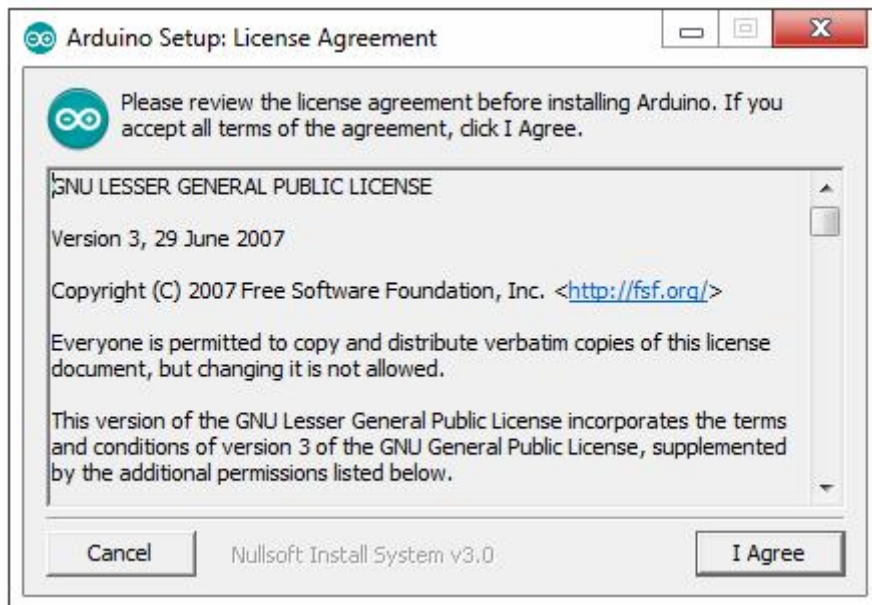 Arduino Setup: License Agreement
Please review the license agreement before installing Arduino. If you
accept all terms of the agreement, click I Agree.
GNU LESSER GENERAL PUBLIC LICENSE
Version 3, 29 June 2007
Copyright (C) 2007 Free Software Foundation, Inc. <http://fsf.org/>
Everyone is permitted to copy and distribute verbatim copies of this license
document, but changing it is not allowed.
This version of the GNU Lesser General Public License incorporates the terms
and conditions of version 3 of the GNU General Public License, supplemented
by the additional permissions listed below.
Cancel Nullsoft Install System v3.0 I Agree